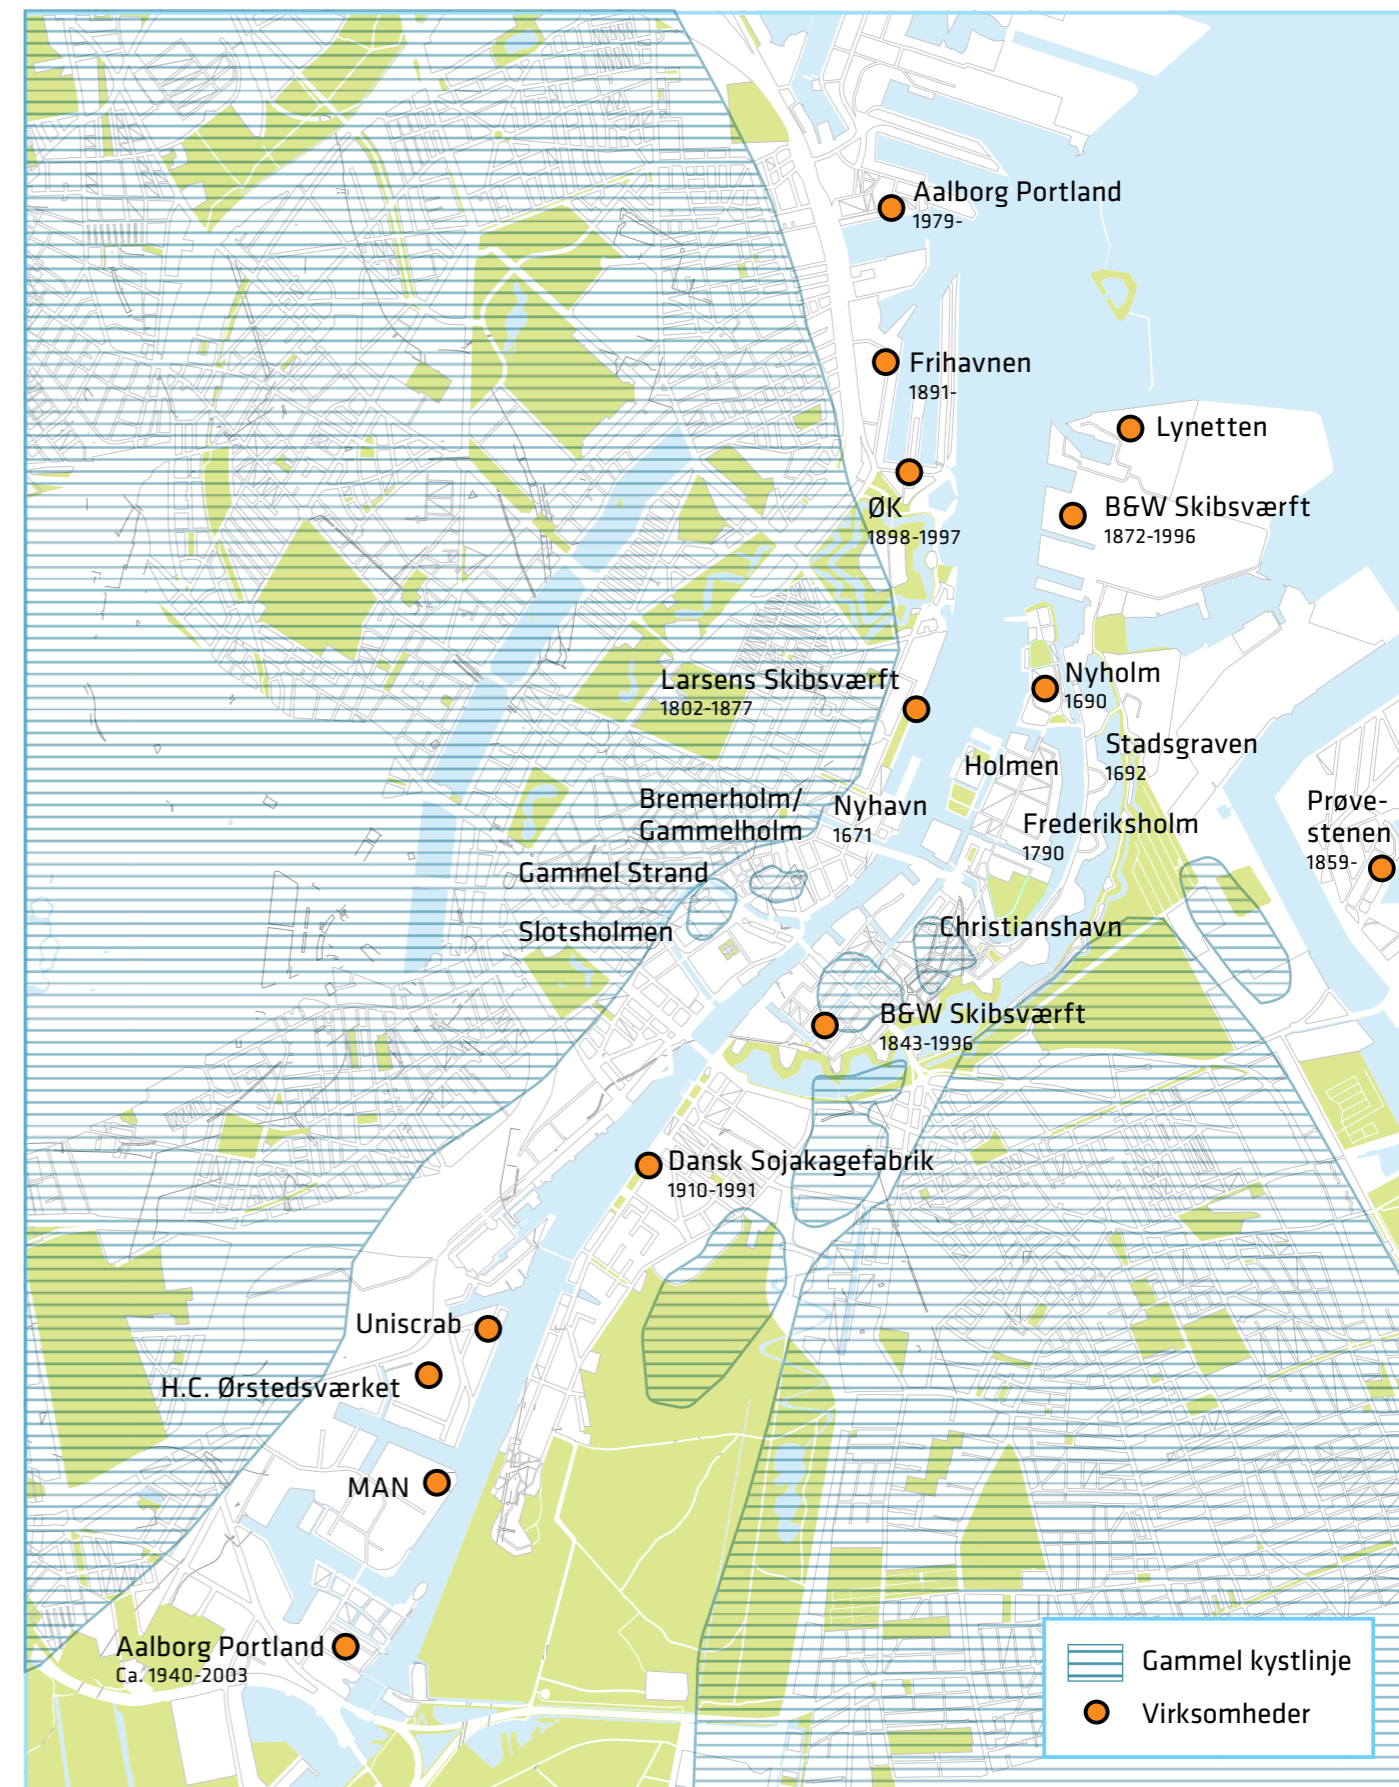 Aalborg Portland
1979-
Frihavnen
1891-
Lynetten
ØK
1898-1997
B&W Skibsværft
1872-1996
Larsens Skibsværft
1802-1877
Nyholm
1690
Stadsgraven
1692
Holmen
Bremerholm/
Gammelholm
Nyhavn
1671
Frederiksholm
1790
Prøve-
stenen
1859-
Gammel Strand
Slotsholmen
Christianshavn
B&W Skibsværft
1843-1996
Dansk Sojakagefabrik
1910-1991
Uniscrab
H.C. Ørstedsværket
MAN
Aalborg Portland
Ca. 1940-2003
Gammel kystlinje
Virksomheder